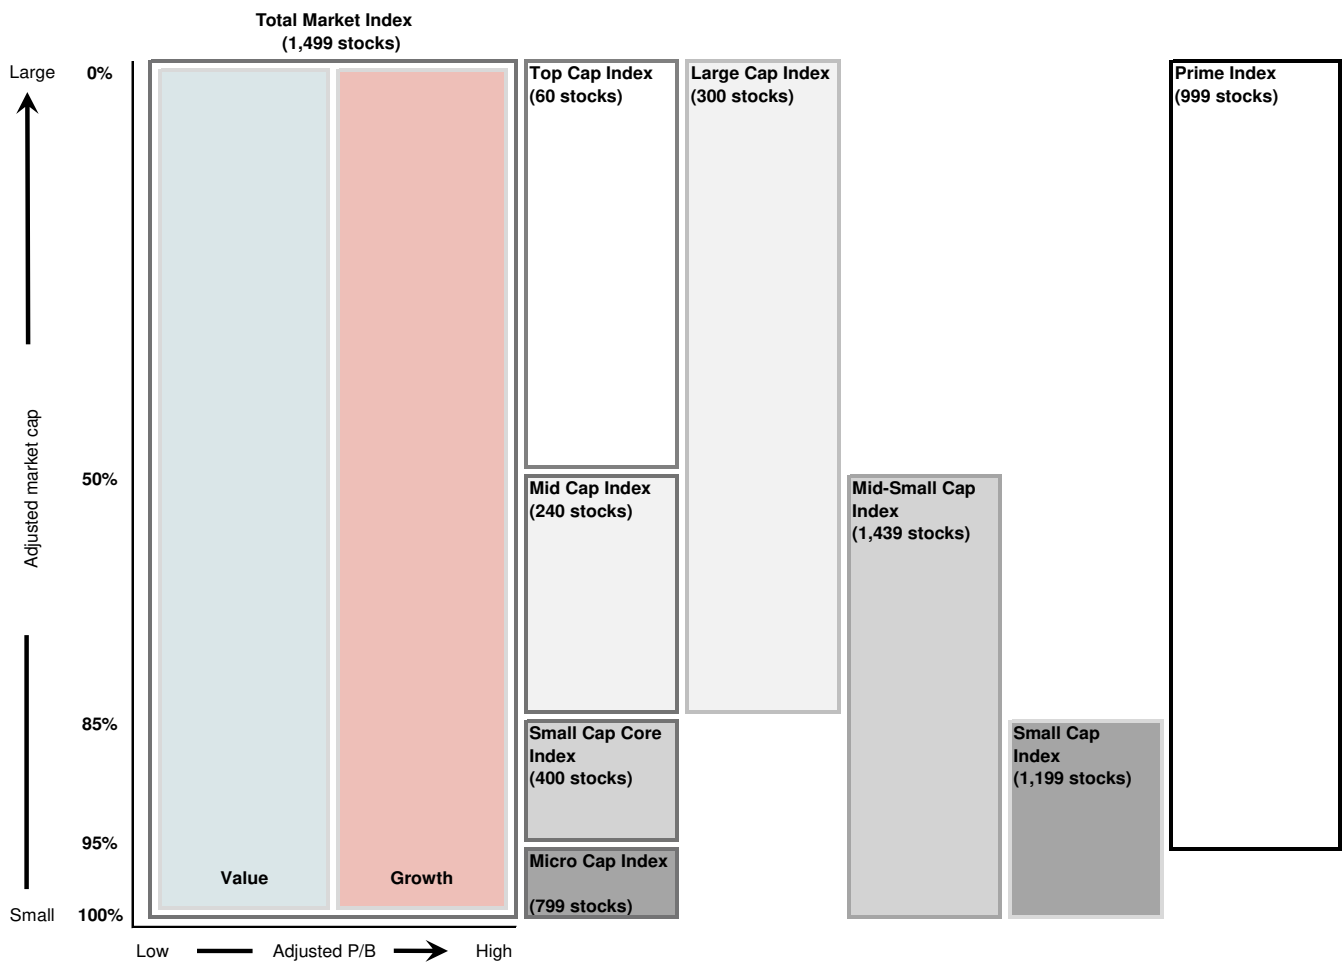 Total Market Index
(1,499 stocks)
Large
0%
Top Cap Index
(60 stocks)
Large Cap Index
(300 stocks)
Prime Index
(999 stocks)
Adjusted market cap
50%
Mid Cap Index
(240 stocks)
Mid-Small Cap
Index
(1,439 stocks)
85%
Small Cap Core
Index
(400 stocks)
Small Cap
Index
(1,199 stocks)
95%
Micro Cap Index
(799 stocks)
Value
Growth
Small
100%
Low
Adjusted P/B
High